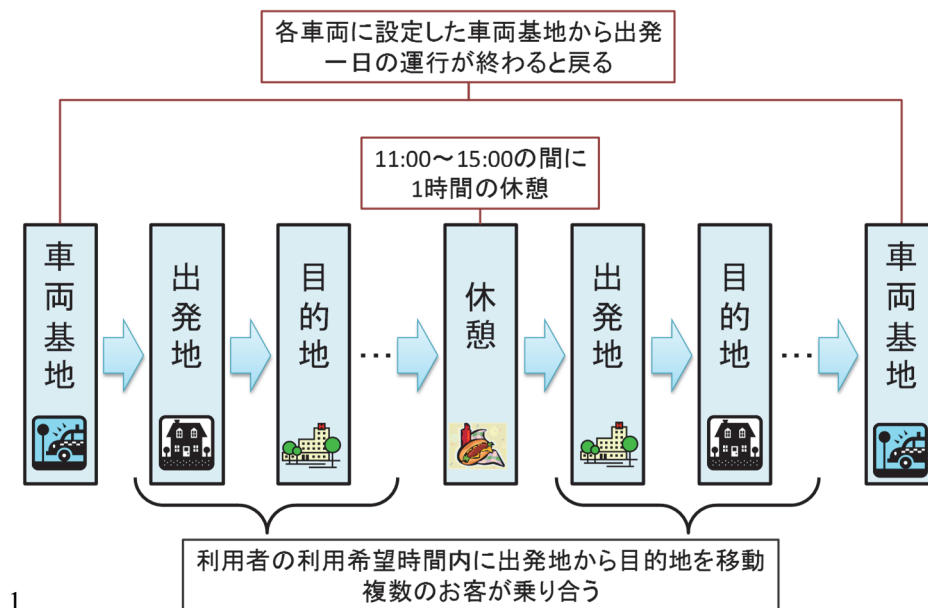 各車両に設定した車両基地から出発
一日の運行が終わると戻る
11:00～15:00の間に
1時間の休憩
車両基地
出発地
目的地
…
休憩
出発地
目的地
…
車両基地
利用者の利用希望時間内に出発地から目的地を移動
複数のお客が乗り合う
1